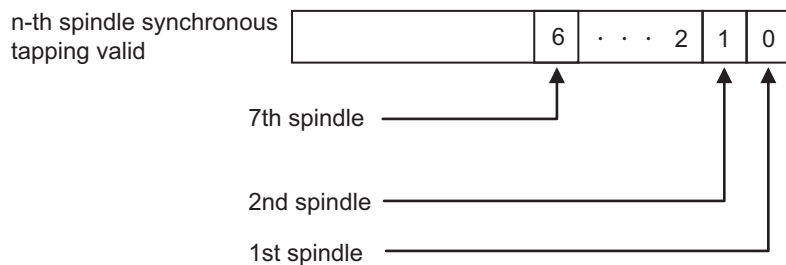 n-th spindle synchronous
tapping valid
6 · · · 2 1 0
7th spindle
2nd spindle
1st spindle